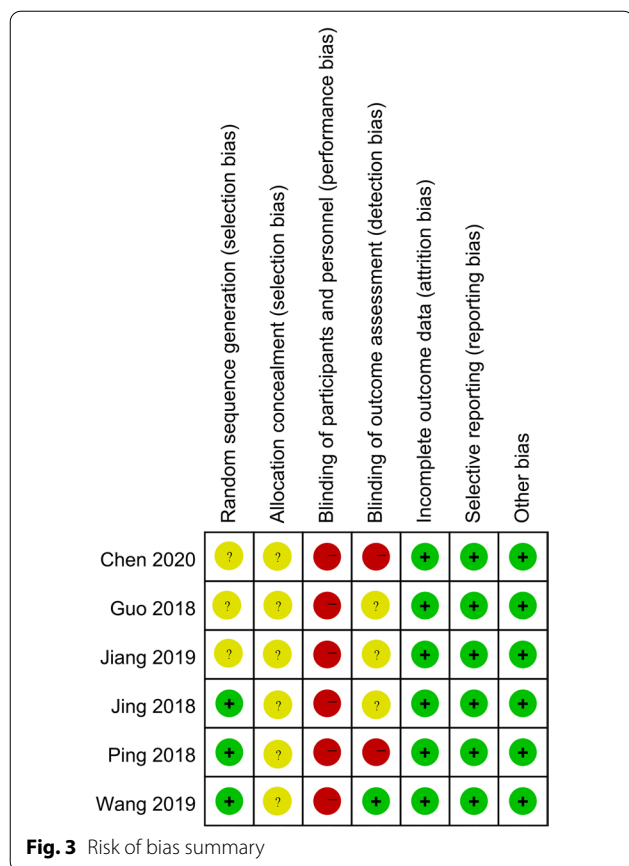 Random sequence generation (selection bias)
Allocation concealment (selection bias)
Blinding of participants and personnel (performance bias)
Blinding of outcome assessment (detection bias)
Incomplete outcome data (attrition bias)
Selective reporting (reporting bias)
Other bias
Chen 2020 ? ? - - + + +
Guo 2018 ? ? - ? + + +
Jiang 2019 ? ? - ? + + +
Jing 2018 + ? - ? + + +
Ping 2018 + ? - - + + +
Wang 2019 + ? - + + + +
Fig. 3 Risk of bias summary